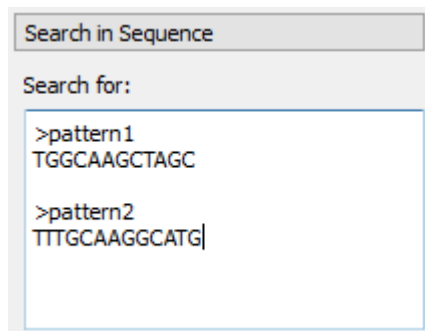 Search in Sequence
Search for:
>pattern1
TGGCAAGCTAGC
>pattern2
TTTGCAAGGCATG